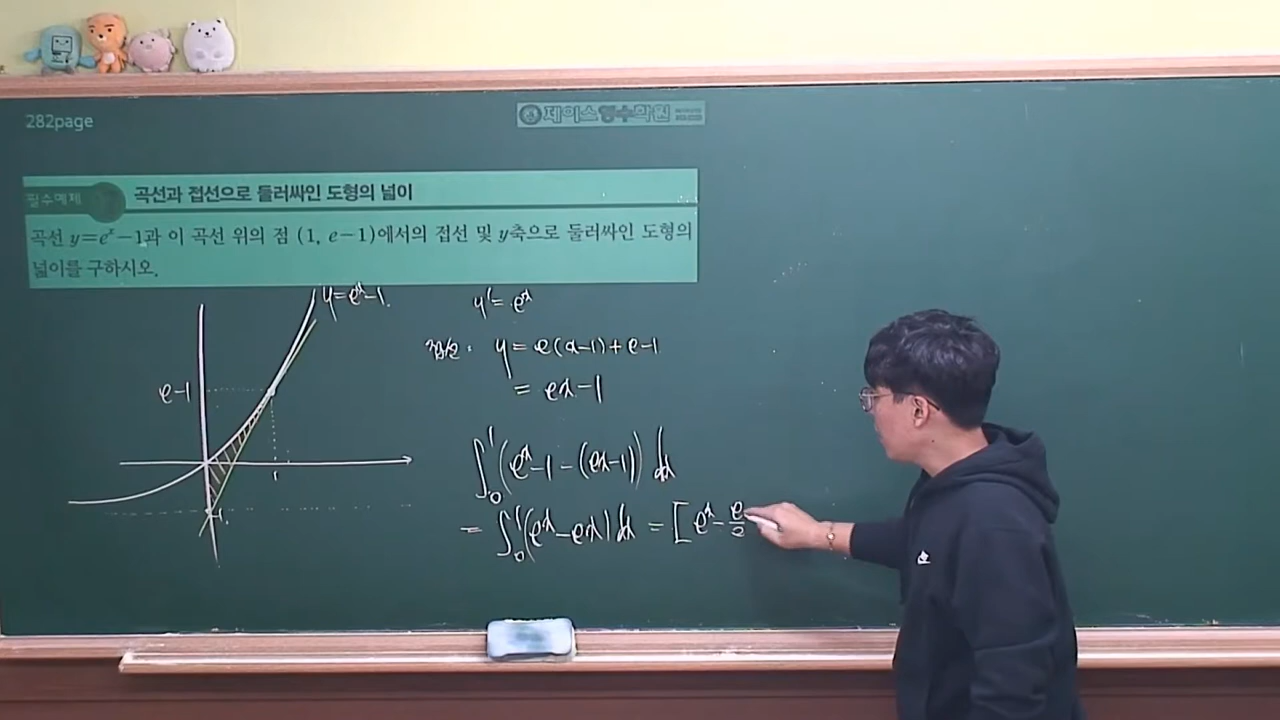 282page
제이스영수학원
필수예제
곡선과 접선으로 둘러싸인 도형의 넓이
곡선 y=eˣ-1과 이 곡선 위의 점 (1, e-1)에서의 접선 및 y축으로 둘러싸인 도형의
넓이를 구하시오.
y=eˣ-1
e-1
1
-1
y'=eˣ
접선: y=e(x-1)+e-1
=ex-1
∫₀¹(eˣ-1-(ex-1))dx
=∫₀¹(eˣ-ex)dx=[eˣ-e/2